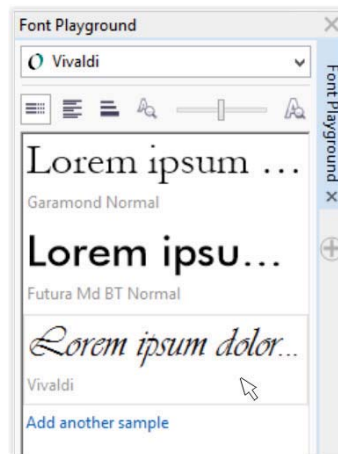 Font Playground
Vivaldi
Font Playground
Lorem ipsum ...
Garamond Normal
Lorem ipsu...
Futura Md BT Normal
Lorem ipsum dolor...
Vivaldi
Add another sample